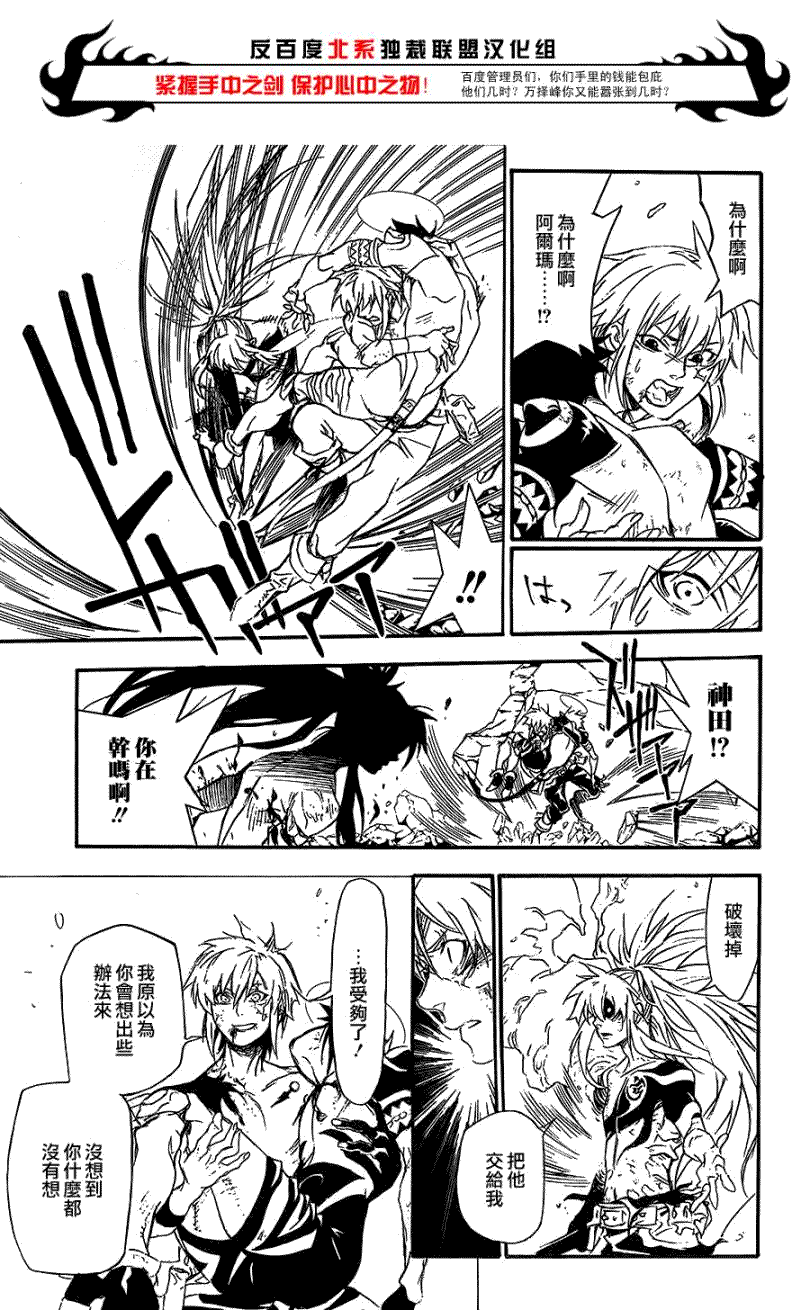 反百度北系独裁联盟汉化组
紧握手中之剑 保护心中之物!
百度管理员们，你们手里的钱能包庇
他们几时？万择峰你又能嚣张到几时？
為什麼啊
為什麼啊
阿爾瑪……!?
はっ
!!
ドガァァァ
神田!?
你在
幹嗎啊!!
破壞掉
把他
交給我
…我受夠了!
我原以為
你會想出些
辦法來
沒想到
你什麼都
沒有想